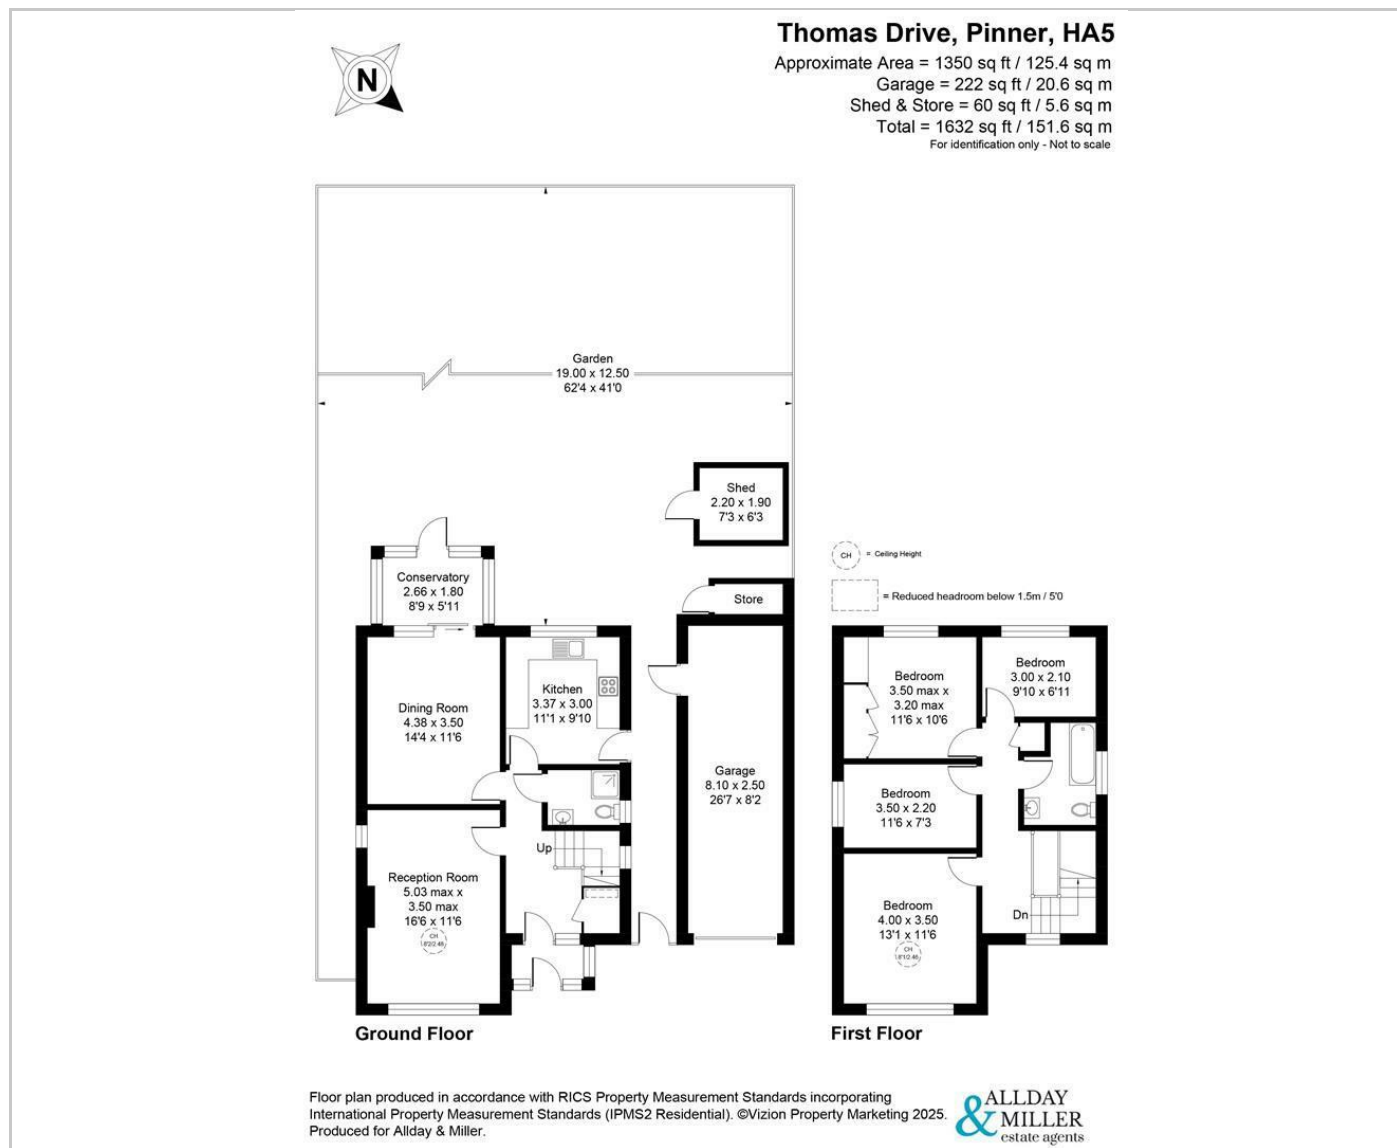 Thomas Drive, Pinner, HA5
Approximate Area = 1350 sq ft / 125.4 sq m
Garage = 222 sq ft / 20.6 sq m
Shed & Store = 60 sq ft / 5.6 sq m
Total = 1632 sq ft / 151.6 sq m
For identification only - Not to scale
N
Garden
19.00 x 12.50
62'4 x 41'0
Shed
2.20 x 1.90
7'3 x 6'3
Store
Conservatory
2.66 x 1.80
8'9 x 5'11
Kitchen
3.37 x 3.00
11'1 x 9'10
Dining Room
4.38 x 3.50
14'4 x 11'6
Garage
8.10 x 2.50
26'7 x 8'2
Up
Reception Room
5.03 max x
3.50 max
16'6 x 11'6
CH
8'2/2.48
Ground Floor
CH
= Ceiling Height
= Reduced headroom below 1.5m / 5'0
Bedroom
3.50 max x
3.20 max
11'6 x 10'6
Bedroom
3.00 x 2.10
9'10 x 6'11
Bedroom
3.50 x 2.20
11'6 x 7'3
Bedroom
4.00 x 3.50
13'1 x 11'6
CH
8'1/2.46
Dn
First Floor
Floor plan produced in accordance with RICS Property Measurement Standards incorporating
International Property Measurement Standards (IPMS2 Residential). ©Vizion Property Marketing 2025.
Produced for Allday & Miller.
ALLDAY
& MILLER
estate agents